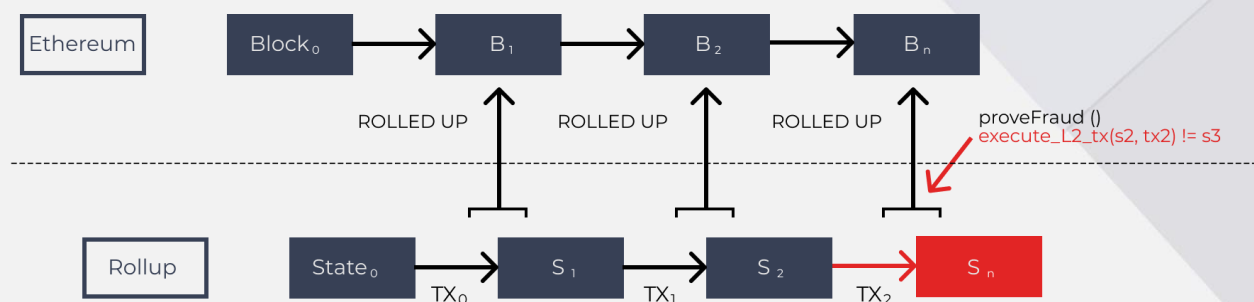 Ethereum
Block₀
B₁
B₂
Bₙ
ROLLED UP
ROLLED UP
ROLLED UP
proveFraud ()
execute_L2_tx(s2, tx2) != s3
Rollup
State₀
S₁
S₂
Sₙ
TX₀
TX₁
TX₂